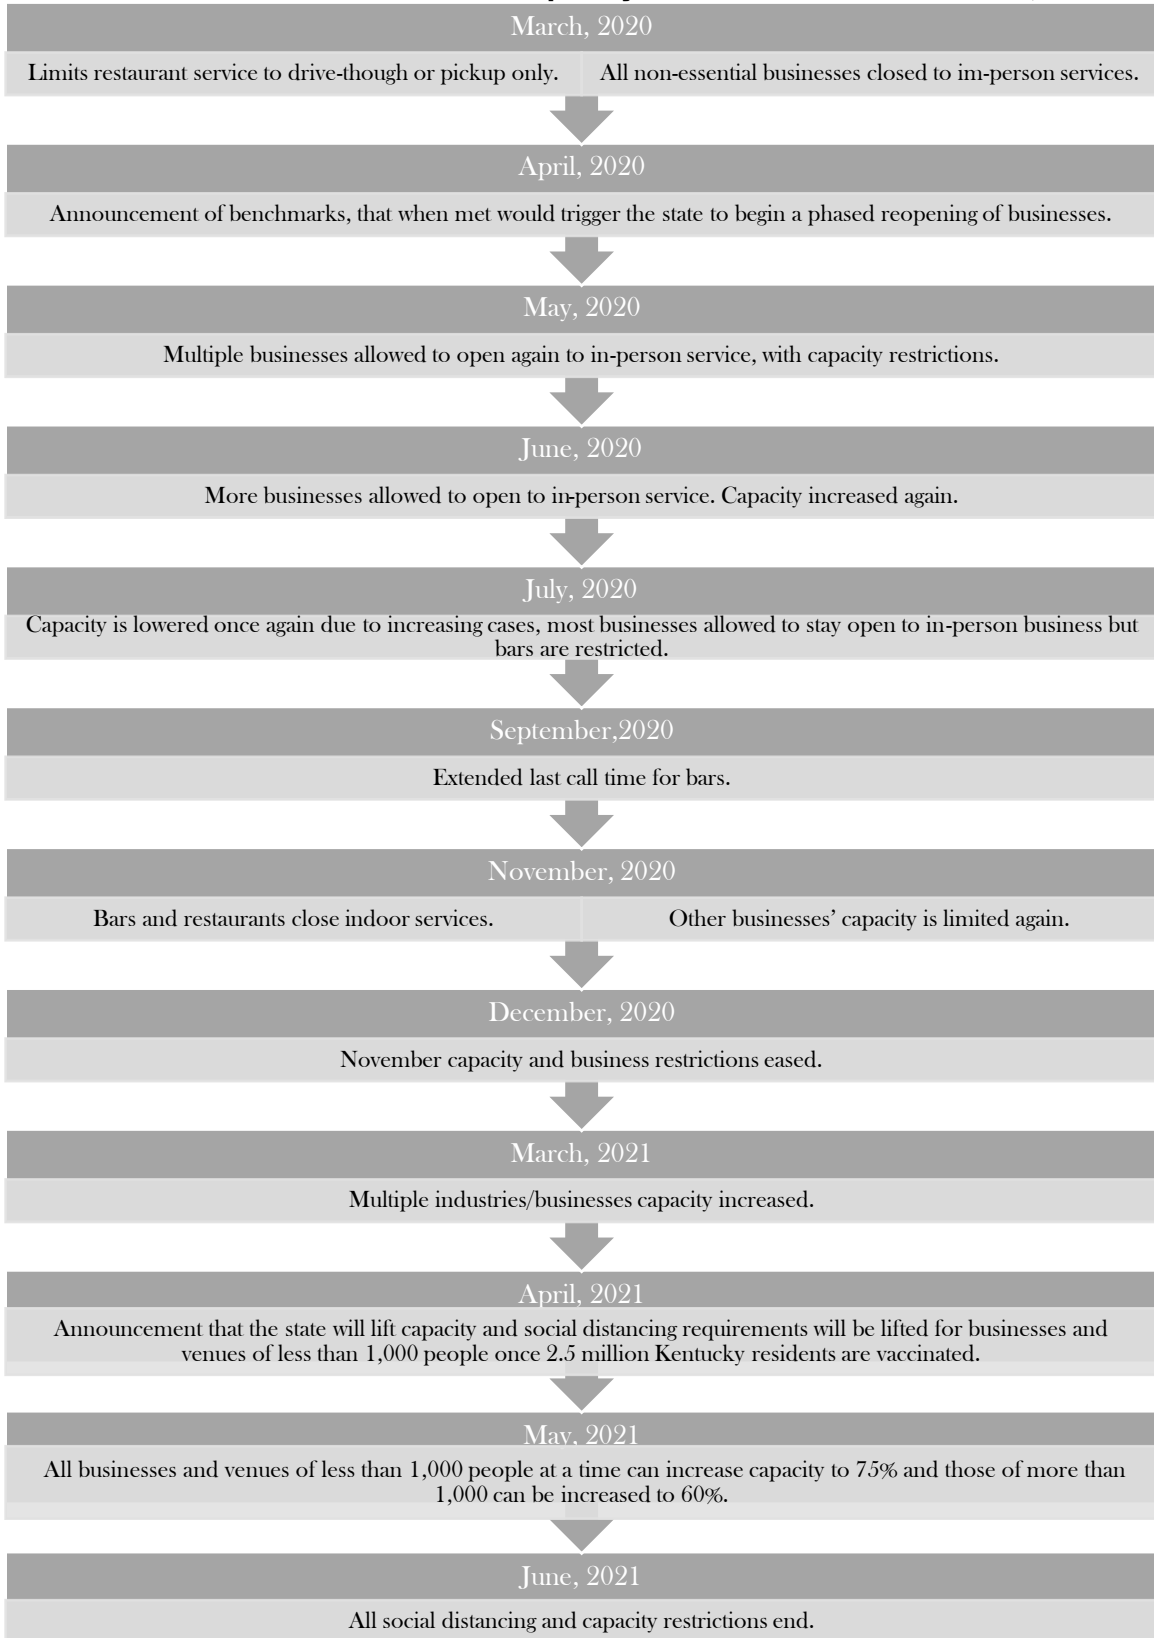 March, 2020
Limits restaurant service to drive-though or pickup only.
All non-essential businesses closed to im-person services.
April, 2020
Announcement of benchmarks, that when met would trigger the state to begin a phased reopening of businesses.
May, 2020
Multiple businesses allowed to open again to in-person service, with capacity restrictions.
June, 2020
More businesses allowed to open to in-person service. Capacity increased again.
July, 2020
Capacity is lowered once again due to increasing cases, most businesses allowed to stay open to in-person business but
bars are restricted.
September,2020
Extended last call time for bars.
November, 2020
Bars and restaurants close indoor services.
Other businesses’ capacity is limited again.
December, 2020
November capacity and business restrictions eased.
March, 2021
Multiple industries/businesses capacity increased.
April, 2021
Announcement that the state will lift capacity and social distancing requirements will be lifted for businesses and
venues of less than 1,000 people once 2.5 million Kentucky residents are vaccinated.
May, 2021
All businesses and venues of less than 1,000 people at a time can increase capacity to 75% and those of more than
1,000 can be increased to 60%.
June, 2021
All social distancing and capacity restrictions end.